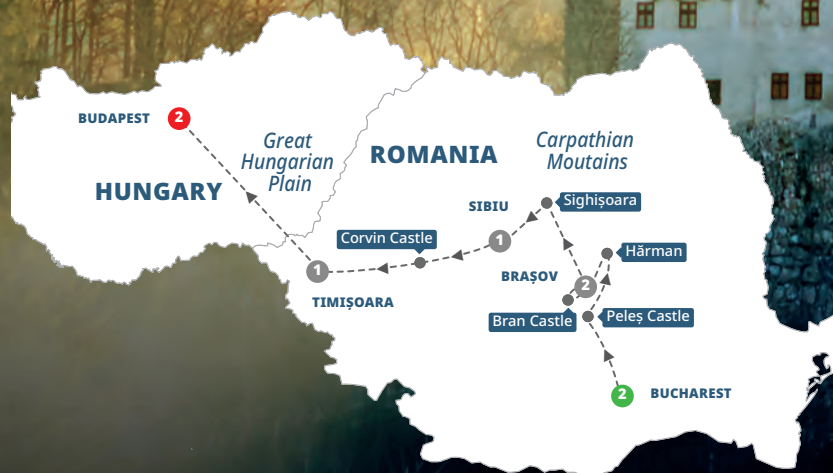 BUDAPEST
2
Great
Hungarian
Plain
HUNGARY
ROMANIA
Carpathian
Moutains
SIBIU
1
Sighișoara
Corvin Castle
1
TIMIȘOARA
Hărman
BRAȘOV
2
Bran Castle
Peleș Castle
2
BUCHAREST